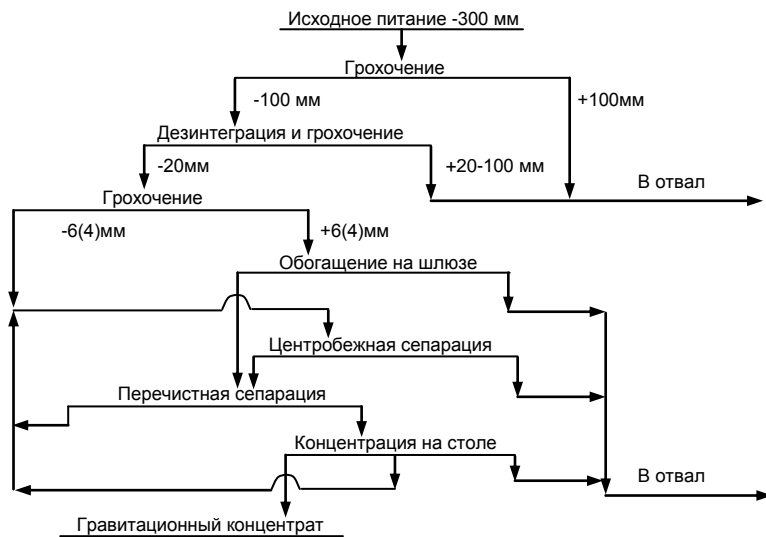 Исходное питание -300 мм
Грохочение
-100 мм
+100мм
Дезинтеграция и грохочение
-20мм
+20-100 мм
В отвал
Грохочение
-6(4)мм
+6(4)мм
Обогащение на шлюзе
Центробежная сепарация
Перечистная сепарация
Концентрация на столе
В отвал
Гравитационный концентрат